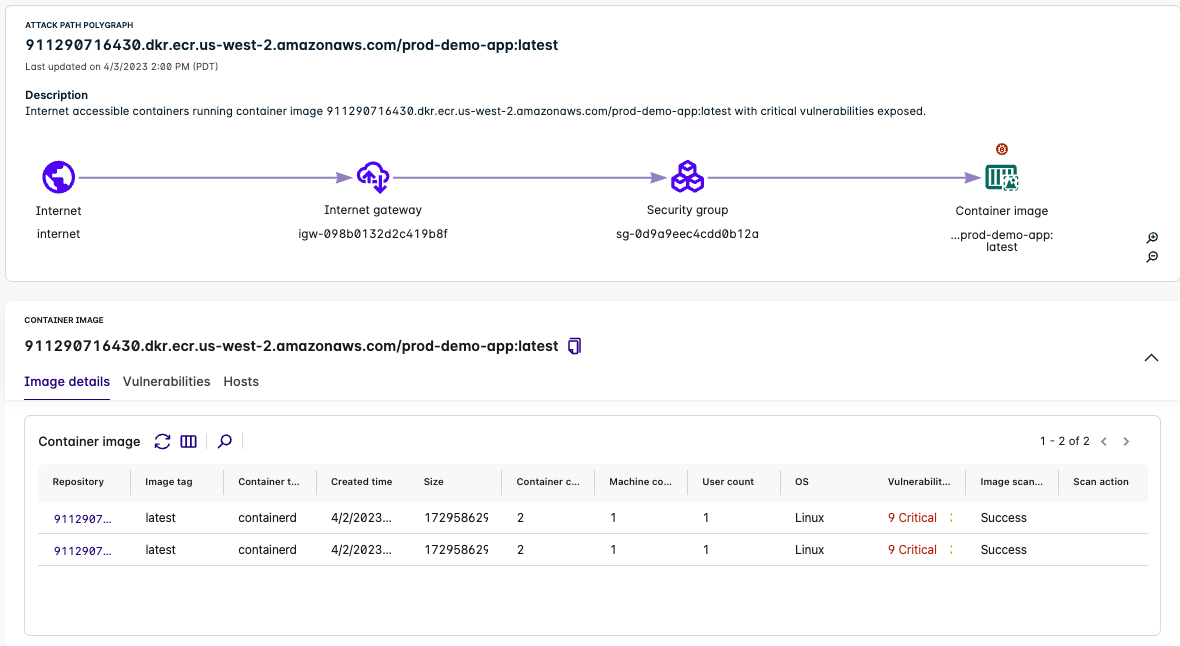 ATTACK PATH POLYGRAPH
911290716430.dkr.ecr.us-west-2.amazonaws.com/prod-demo-app:latest
Last updated on 4/3/2023 2:00 PM (PDT)
Description
Internet accessible containers running container image 911290716430.dkr.ecr.us-west-2.amazonaws.com/prod-demo-app:latest with critical vulnerabilities exposed.
Internet Internet gateway Security group Container image
internet igw-098b0132d2c419b8f sg-0d9a9eec4cdd0b12a ...prod-demo-app:
latest
CONTAINER IMAGE
911290716430.dkr.ecr.us-west-2.amazonaws.com/prod-demo-app:latest
Image details Vulnerabilities Hosts
Container image 1 - 2 of 2
Repository Image tag Container t... Created time Size Container c... Machine co... User count OS Vulnerabilit... Image scan... Scan action
9112907... latest containerd 4/2/2023... 172958629 2 1 1 Linux 9 Critical Success
9112907... latest containerd 4/2/2023... 172958629 2 1 1 Linux 9 Critical Success